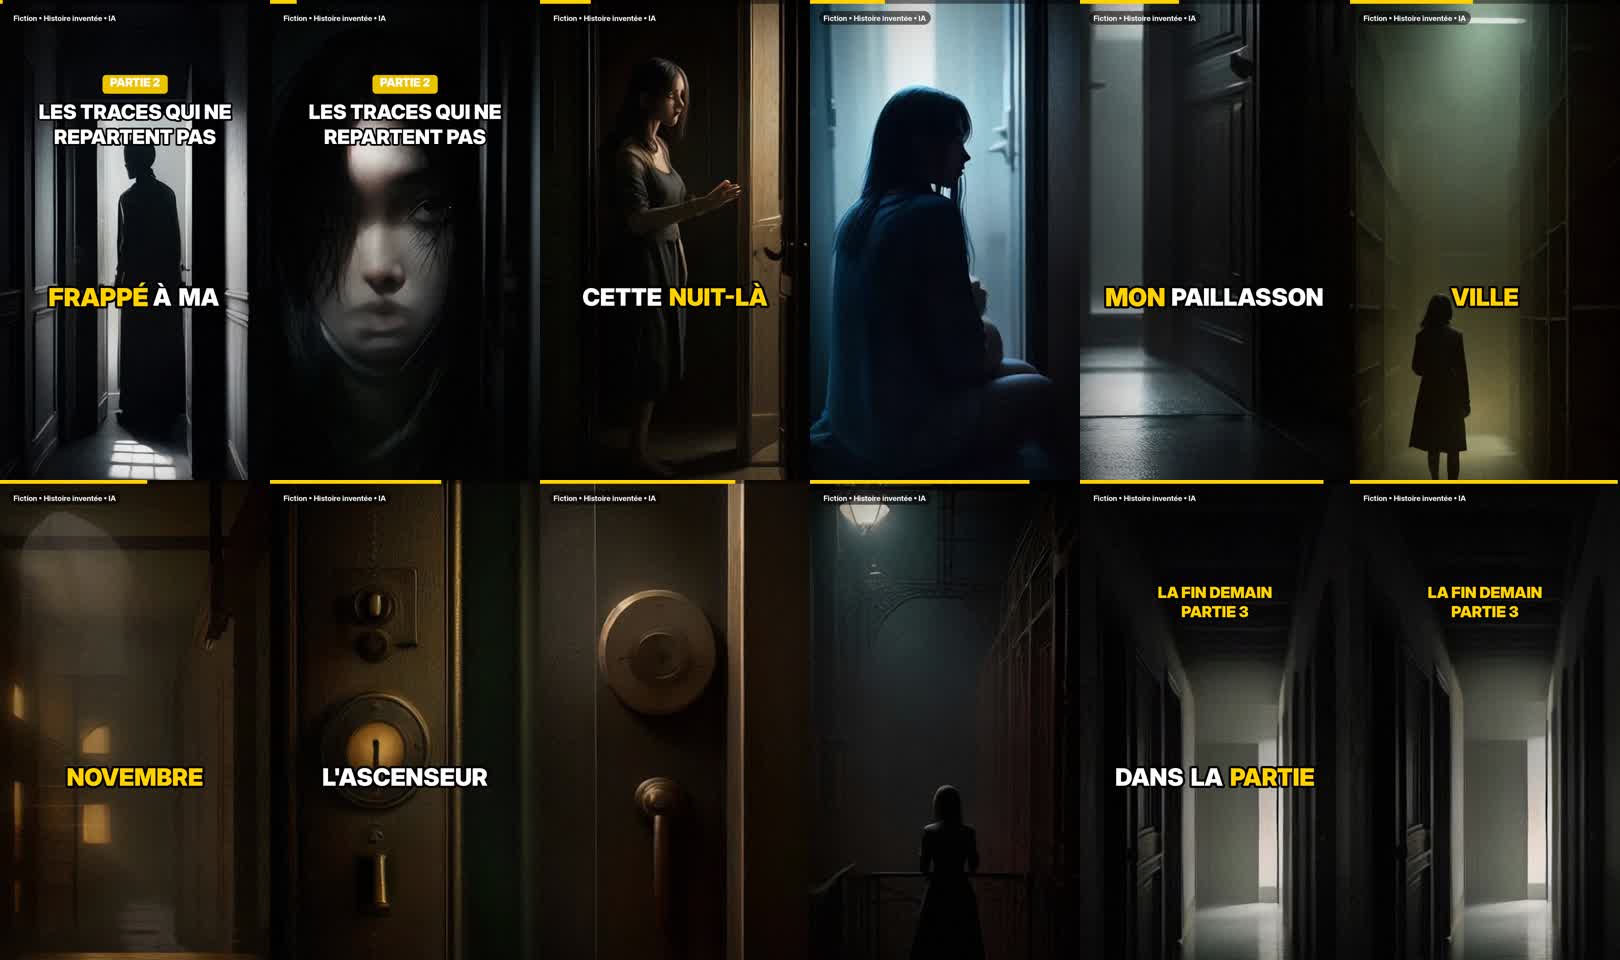 Fiction • Histoire inventée • IA
PARTIE 2
LES TRACES QUI NE
REPARTENT PAS
FRAPPÉ À MA
Fiction • Histoire inventée • IA
PARTIE 2
LES TRACES QUI NE
REPARTENT PAS
Fiction • Histoire inventée • IA
CETTE NUIT-LÀ
Fiction • Histoire inventée • IA
Fiction • Histoire inventée • IA
MON PAILLASSON
Fiction • Histoire inventée • IA
VILLE
Fiction • Histoire inventée • IA
NOVEMBRE
Fiction • Histoire inventée • IA
L'ASCENSEUR
Fiction • Histoire inventée • IA
Fiction • Histoire inventée • IA
Fiction • Histoire inventée • IA
LA FIN DEMAIN
PARTIE 3
DANS LA PARTIE
Fiction • Histoire inventée • IA
LA FIN DEMAIN
PARTIE 3